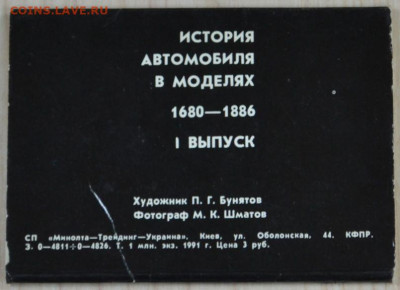 COINS.LAVE.RU
ИСТОРИЯ
АВТОМОБИЛЯ
В МОДЕЛЯХ
1680—1886
I ВЫПУСК
Художник П. Г. Бунятов
Фотограф М. К. Шматов
СП «Минолта—Трейдинг—Украина». Киев, ул. Оболонская, 44. КФПР.
З. 0—4811÷0—4826. Т. 1 млн. экз. 1991 г. Цена 3 руб.